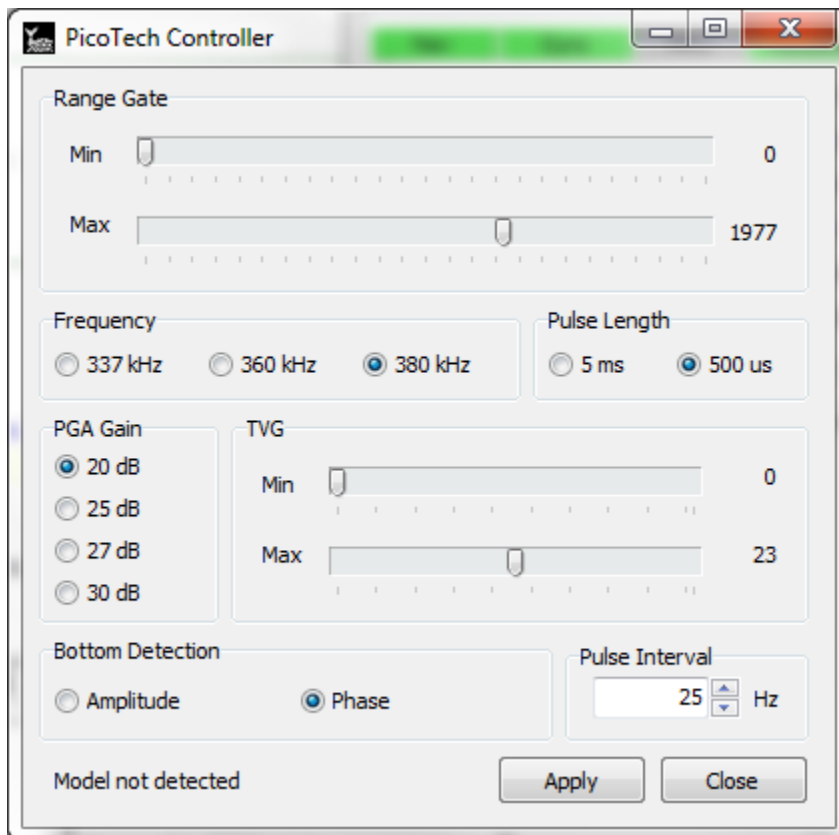 PicoTech Controller
Range Gate
Min 0
Max 1977
Frequency
337 kHz 360 kHz 380 kHz
Pulse Length
5 ms 500 us
PGA Gain
20 dB
25 dB
27 dB
30 dB
TVG
Min 0
Max 23
Bottom Detection
Amplitude Phase
Pulse Interval
25 Hz
Model not detected
Apply Close